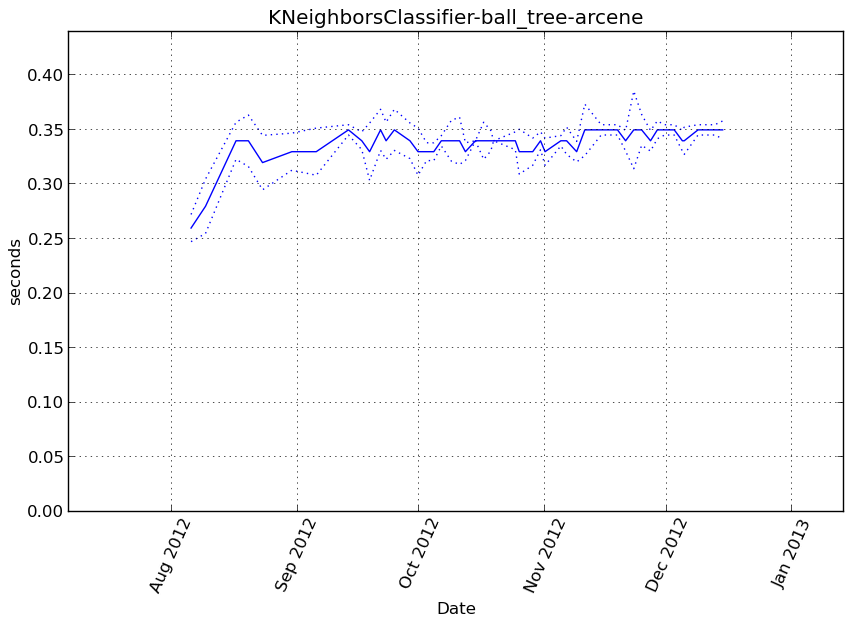 KNeighborsClassifier-ball_tree-arcene
0.40
0.35
0.30
0.25
0.20
0.15
0.10
0.05
0.00
seconds
Aug 2012
Sep 2012
Oct 2012
Nov 2012
Dec 2012
Jan 2013
Date